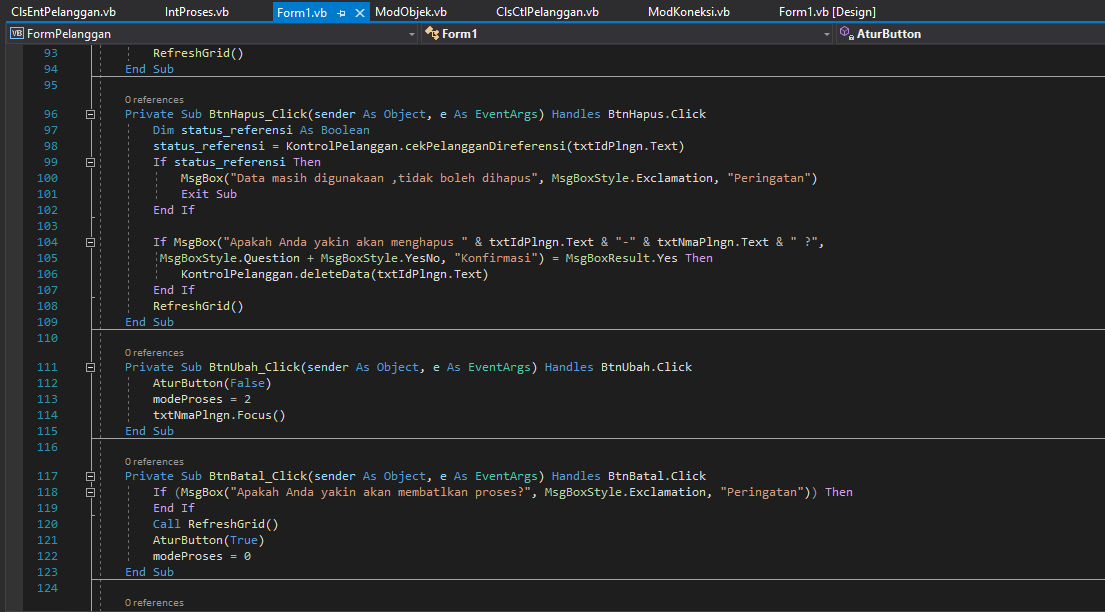 ClsEntPelanggan.vb IntProses.vb Form1.vb ModObjek.vb ClsCtlPelanggan.vb ModKoneksi.vb Form1.vb [Design]
VB FormPelanggan Form1 AturButton
93 RefreshGrid()
94 End Sub
95
0 references
96 Private Sub BtnHapus_Click(sender As Object, e As EventArgs) Handles BtnHapus.Click
97 Dim status_referensi As Boolean
98 status_referensi = KontrolPelanggan.cekPelangganDireferensi(txtIdPlngn.Text)
99 If status_referensi Then
100 MsgBox("Data masih digunakaan ,tidak boleh dihapus", MsgBoxStyle.Exclamation, "Peringatan")
101 Exit Sub
102 End If
103
104 If MsgBox("Apakah Anda yakin akan menghapus " & txtIdPlngn.Text & "-" & txtNmaPlngn.Text & " ?",
105 MsgBoxStyle.Question + MsgBoxStyle.YesNo, "Konfirmasi") = MsgBoxResult.Yes Then
106 KontrolPelanggan.deleteData(txtIdPlngn.Text)
107 End If
108 RefreshGrid()
109 End Sub
110
0 references
111 Private Sub BtnUbah_Click(sender As Object, e As EventArgs) Handles BtnUbah.Click
112 AturButton(False)
113 modeProses = 2
114 txtNmaPlngn.Focus()
115 End Sub
116
0 references
117 Private Sub BtnBatal_Click(sender As Object, e As EventArgs) Handles BtnBatal.Click
118 If (MsgBox("Apakah Anda yakin akan membatlkan proses?", MsgBoxStyle.Exclamation, "Peringatan")) Then
119 End If
120 Call RefreshGrid()
121 AturButton(True)
122 modeProses = 0
123 End Sub
124
0 references